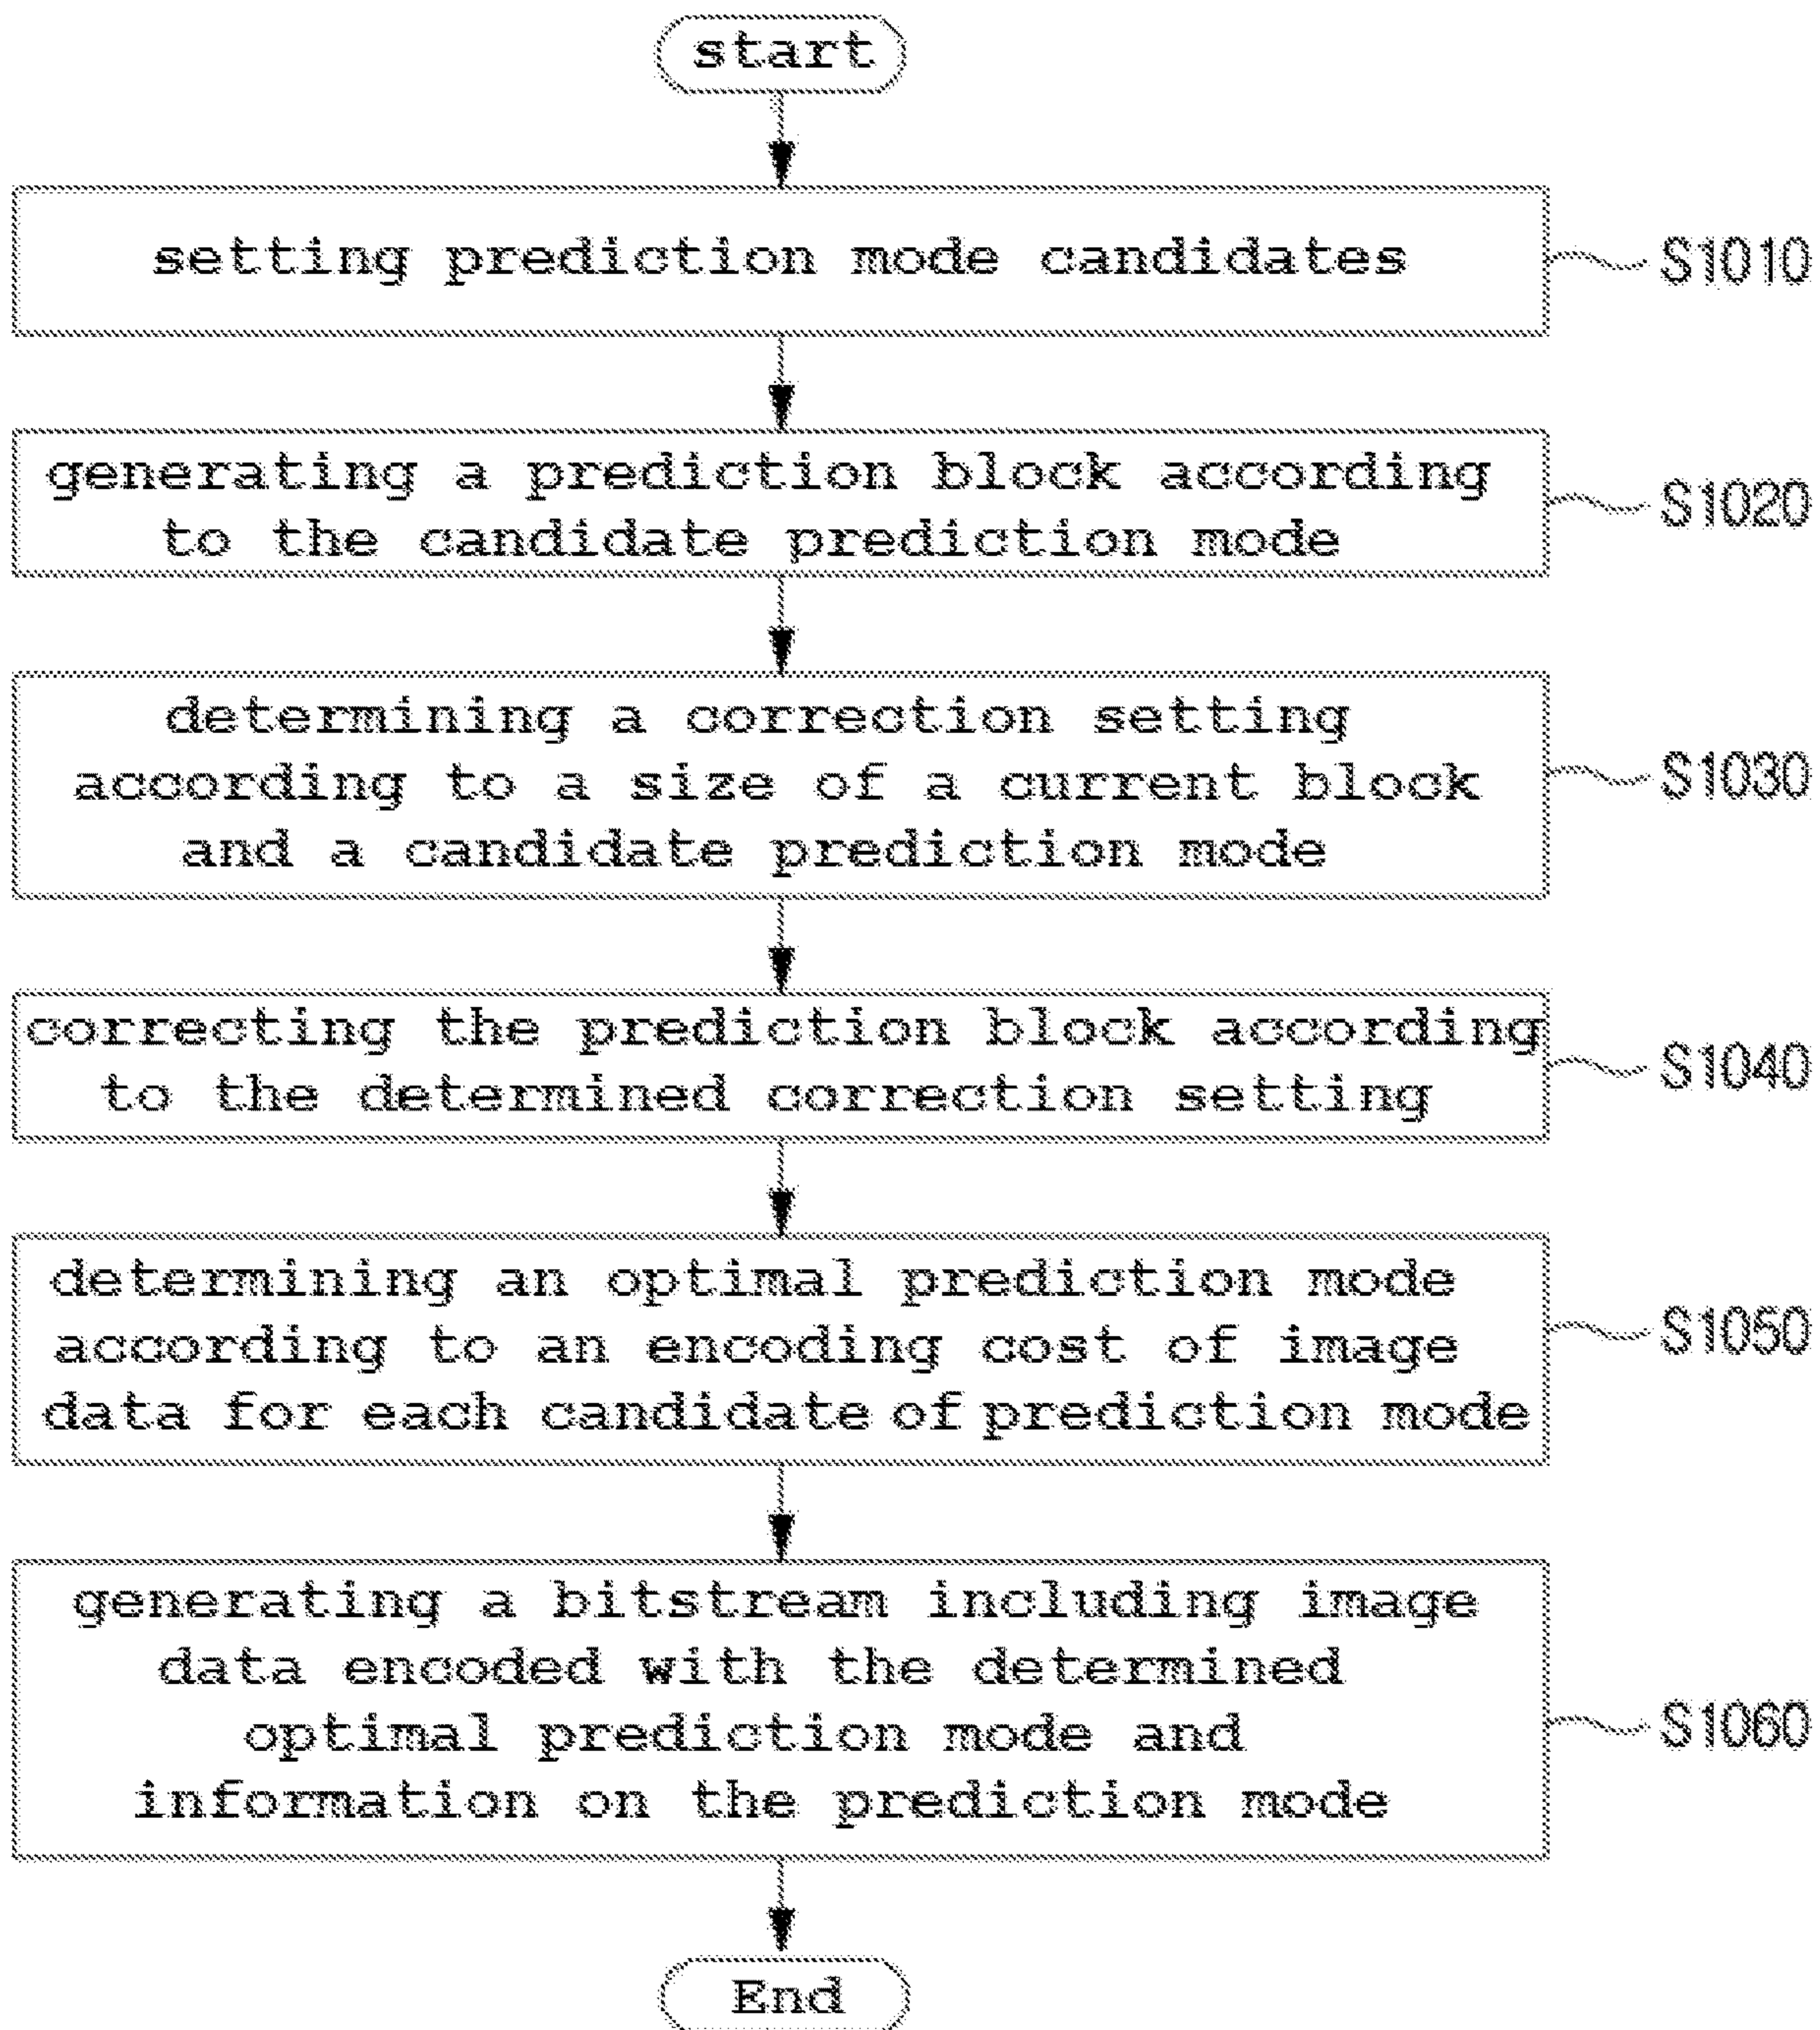 start
setting prediction mode candidates
S1010
generating a prediction block according
to the candidate prediction mode
S1020
determining a correction setting
according to a size of a current block
and a candidate prediction mode
S1030
correcting the prediction block according
to the determined correction setting
S1040
determining an optimal prediction mode
according to an encoding cost of image
data for each candidate of prediction mode
S1050
generating a bitstream including image
data encoded with the determined
optimal prediction mode and
information on the prediction mode
S1060
End